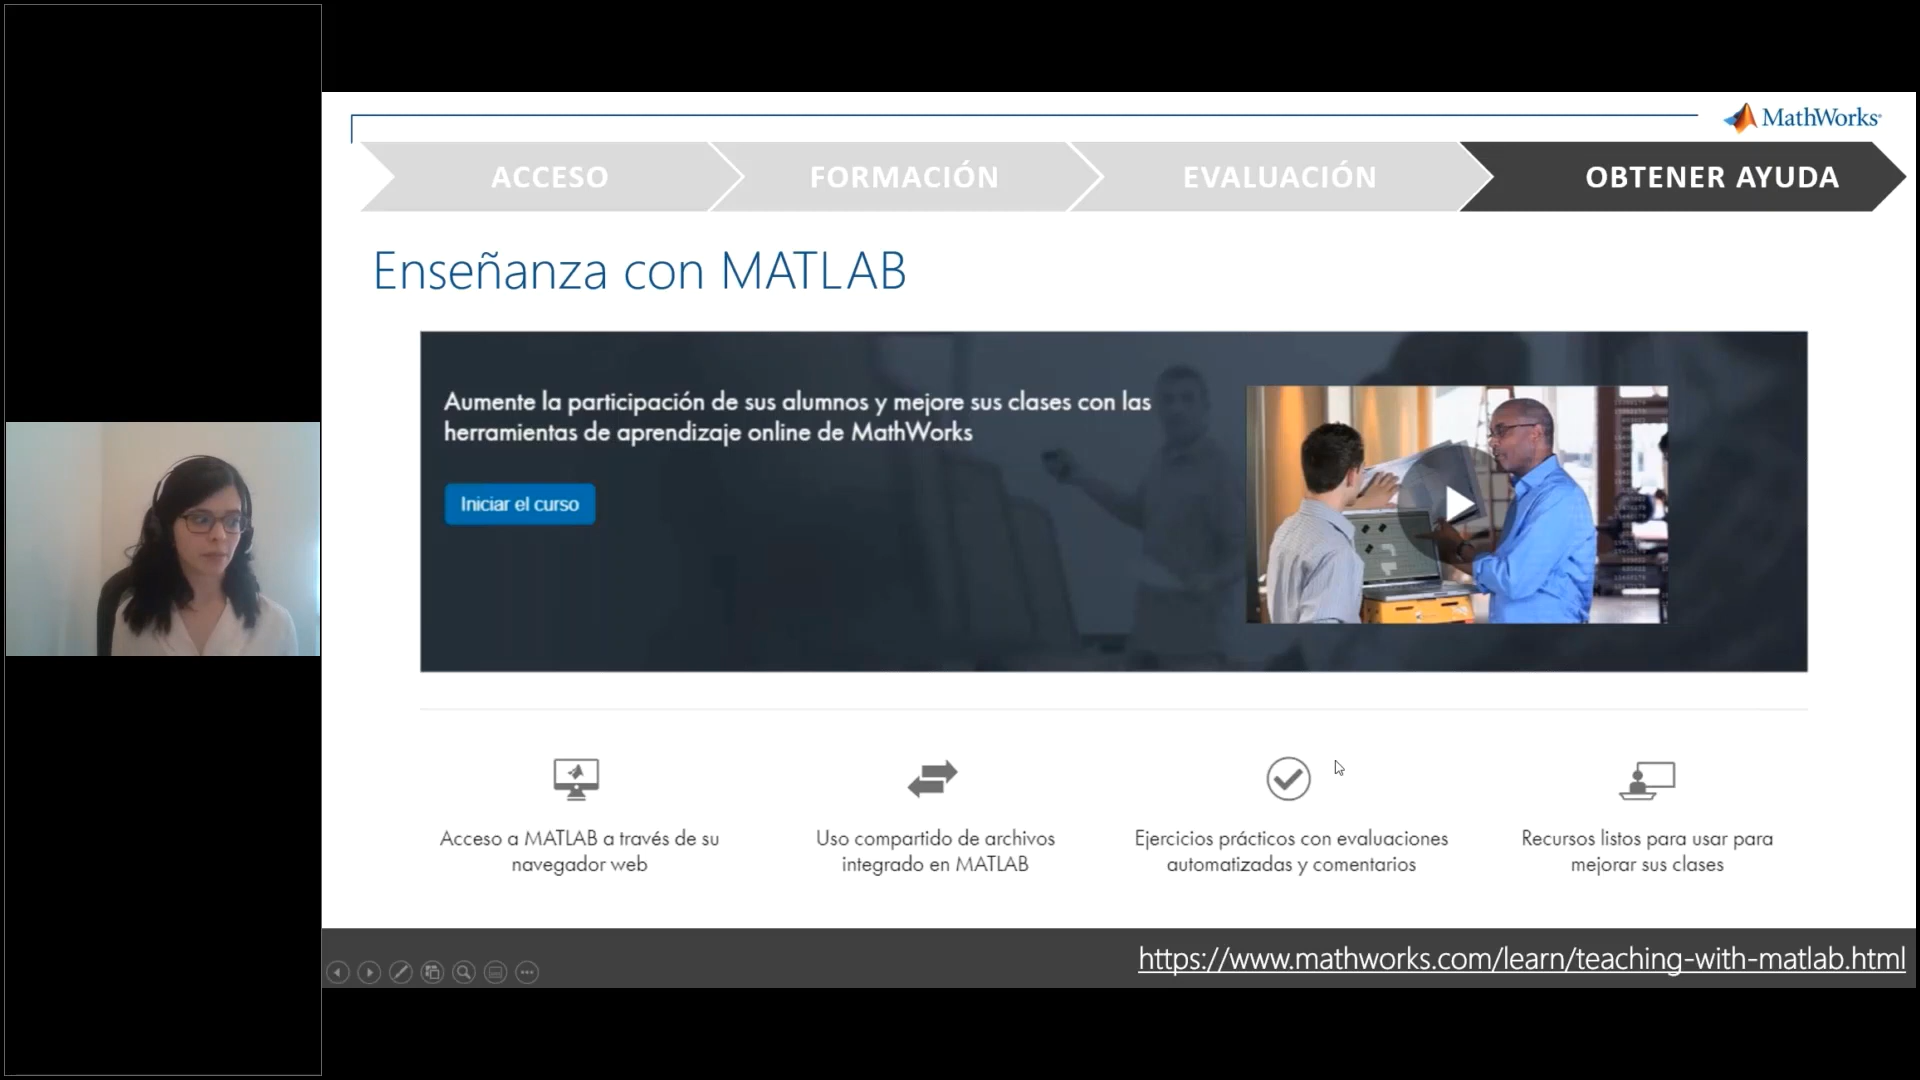 MathWorks
ACCESO
FORMACIÓN
EVALUACIÓN
OBTENER AYUDA
Enseñanza con MATLAB
Aumente la participación de sus alumnos y mejore sus clases con las
herramientas de aprendizaje online de MathWorks
Iniciar el curso
Acceso a MATLAB a través de su
navegador web
Uso compartido de archivos
integrado en MATLAB
Ejercicios prácticos con evaluaciones
automatizadas y comentarios
Recursos listos para usar para
mejorar sus clases
https://www.mathworks.com/learn/teaching-with-matlab.html